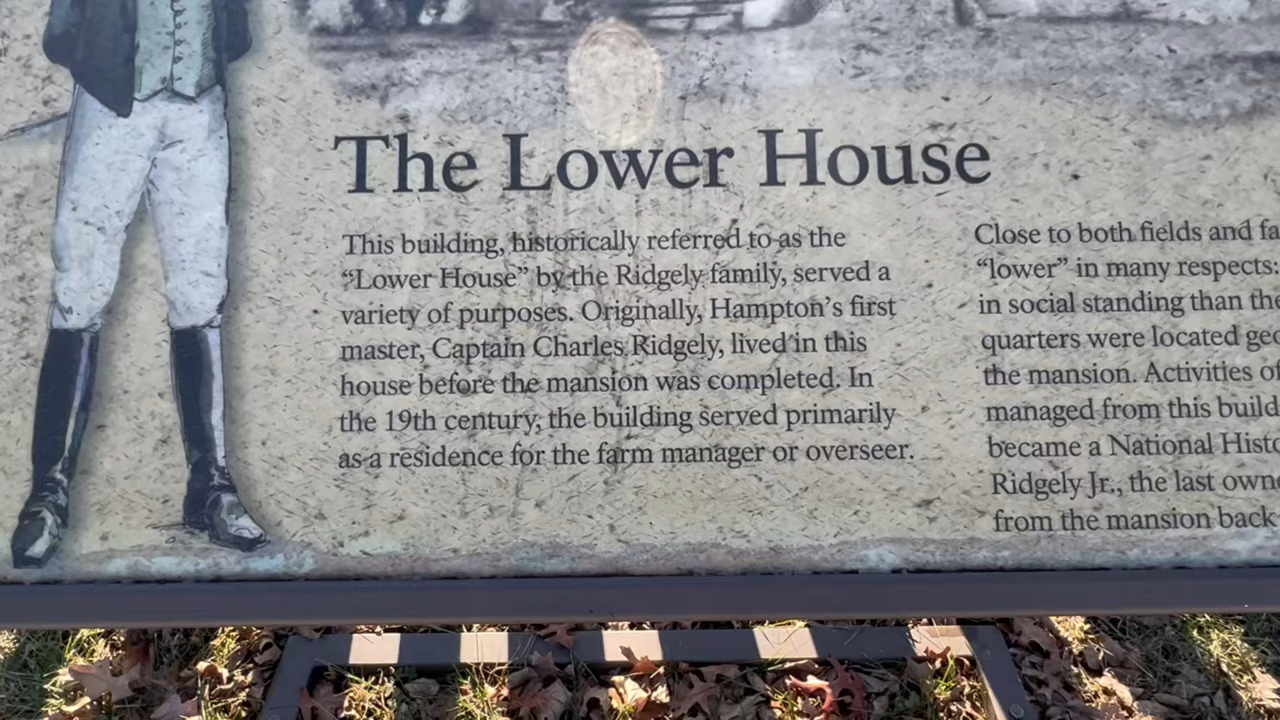 The Lower House
This building, historically referred to as the
“Lower House” by the Ridgely family, served a
variety of purposes. Originally, Hampton’s first
master, Captain Charles Ridgely, lived in this
house before the mansion was completed. In
the 19th century, the building served primarily
as a residence for the farm manager or overseer.
Close to both fields and
“lower” in many respects:
in social standing than
quarters were located
the mansion. Activities of
managed from this
became a National
Ridgely Jr., the last
from the mansion back